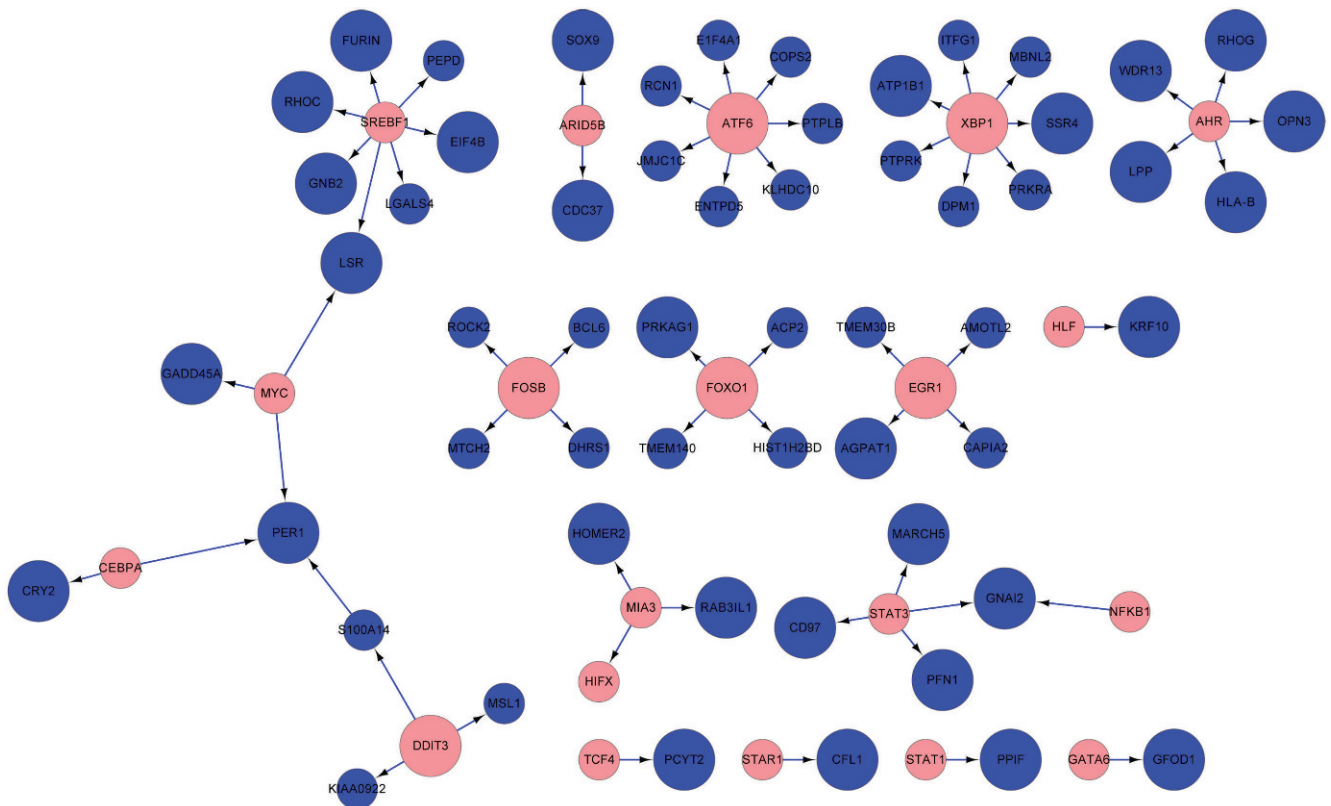 FURIN
PEPD
RHOC
SREBF1
EIF4B
GNB2
LGALS4
LSR
SOX9
ARID5B
CDC37
E1F4A1
COPS2
RCN1
ATF6
PTPLB
JMJC1C
KLHDC10
ENTPD5
ITFG1
MBNL2
ATP1B1
XBP1
SSR4
PTPRK
PRKRA
DPM1
RHOG
WDR13
AHR
OPN3
LPP
HLA-B
GADD45A
MYC
ROCK2
BCL6
FOSB
MTCH2
DHRS1
PRKAG1
ACP2
FOXO1
TMEM140
HIST1H2BD
TMEM30B
AMOTL2
EGR1
AGPAT1
CAPIA2
HLF
KRF10
PER1
CEBPA
CRY2
S100A14
MSL1
DDIT3
KIAA0922
HOMER2
MIA3
RAB3IL1
HIFX
MARCH5
GNAI2
STAT3
NFKB1
CD97
PFN1
TCF4
PCYT2
STAR1
CFL1
STAT1
PPIF
GATA6
GFOD1